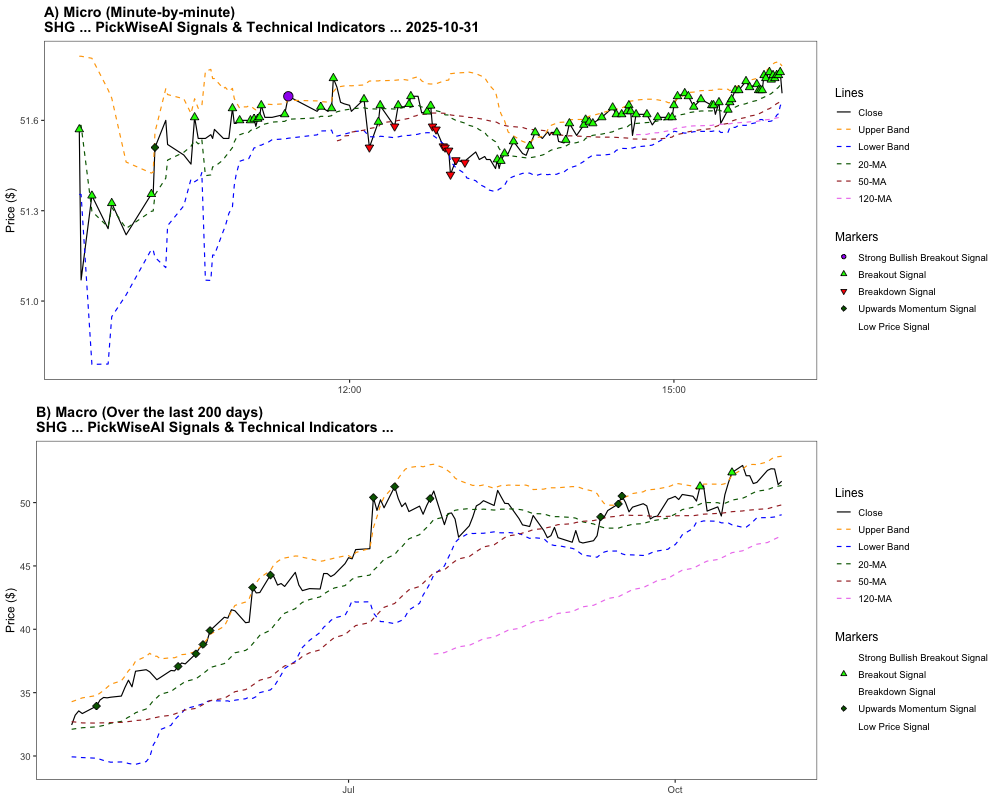 A) Micro (Minute-by-minute)
SHG ... PickWiseAI Signals & Technical Indicators ... 2025-10-31
Price ($)
51.6
51.3
51.0
12:00
15:00
Lines
Close
Upper Band
Lower Band
20-MA
50-MA
120-MA
Markers
Strong Bullish Breakout Signal
Breakout Signal
Breakdown Signal
Upwards Momentum Signal
Low Price Signal
B) Macro (Over the last 200 days)
SHG ... PickWiseAI Signals & Technical Indicators ...
Price ($)
50
45
40
35
30
Jul
Oct
Lines
Close
Upper Band
Lower Band
20-MA
50-MA
120-MA
Markers
Strong Bullish Breakout Signal
Breakout Signal
Breakdown Signal
Upwards Momentum Signal
Low Price Signal